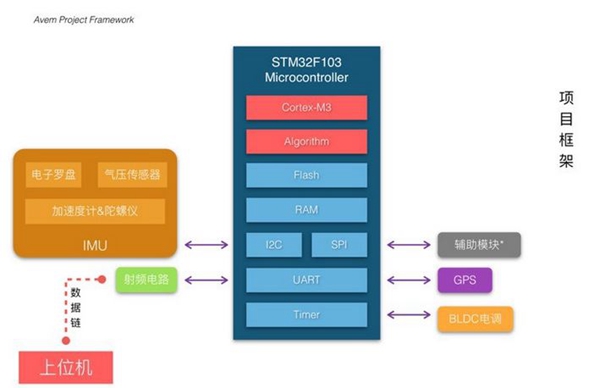 Avem Project Framework
STM32F103
Microcontroller
Cortex-M3
Algorithm
Flash
RAM
I2C
SPI
UART
Timer
电子罗盘
气压传感器
加速度计&陀螺仪
IMU
射频电路
数据链
上位机
辅助模块*
GPS
BLDC电调
项目框架